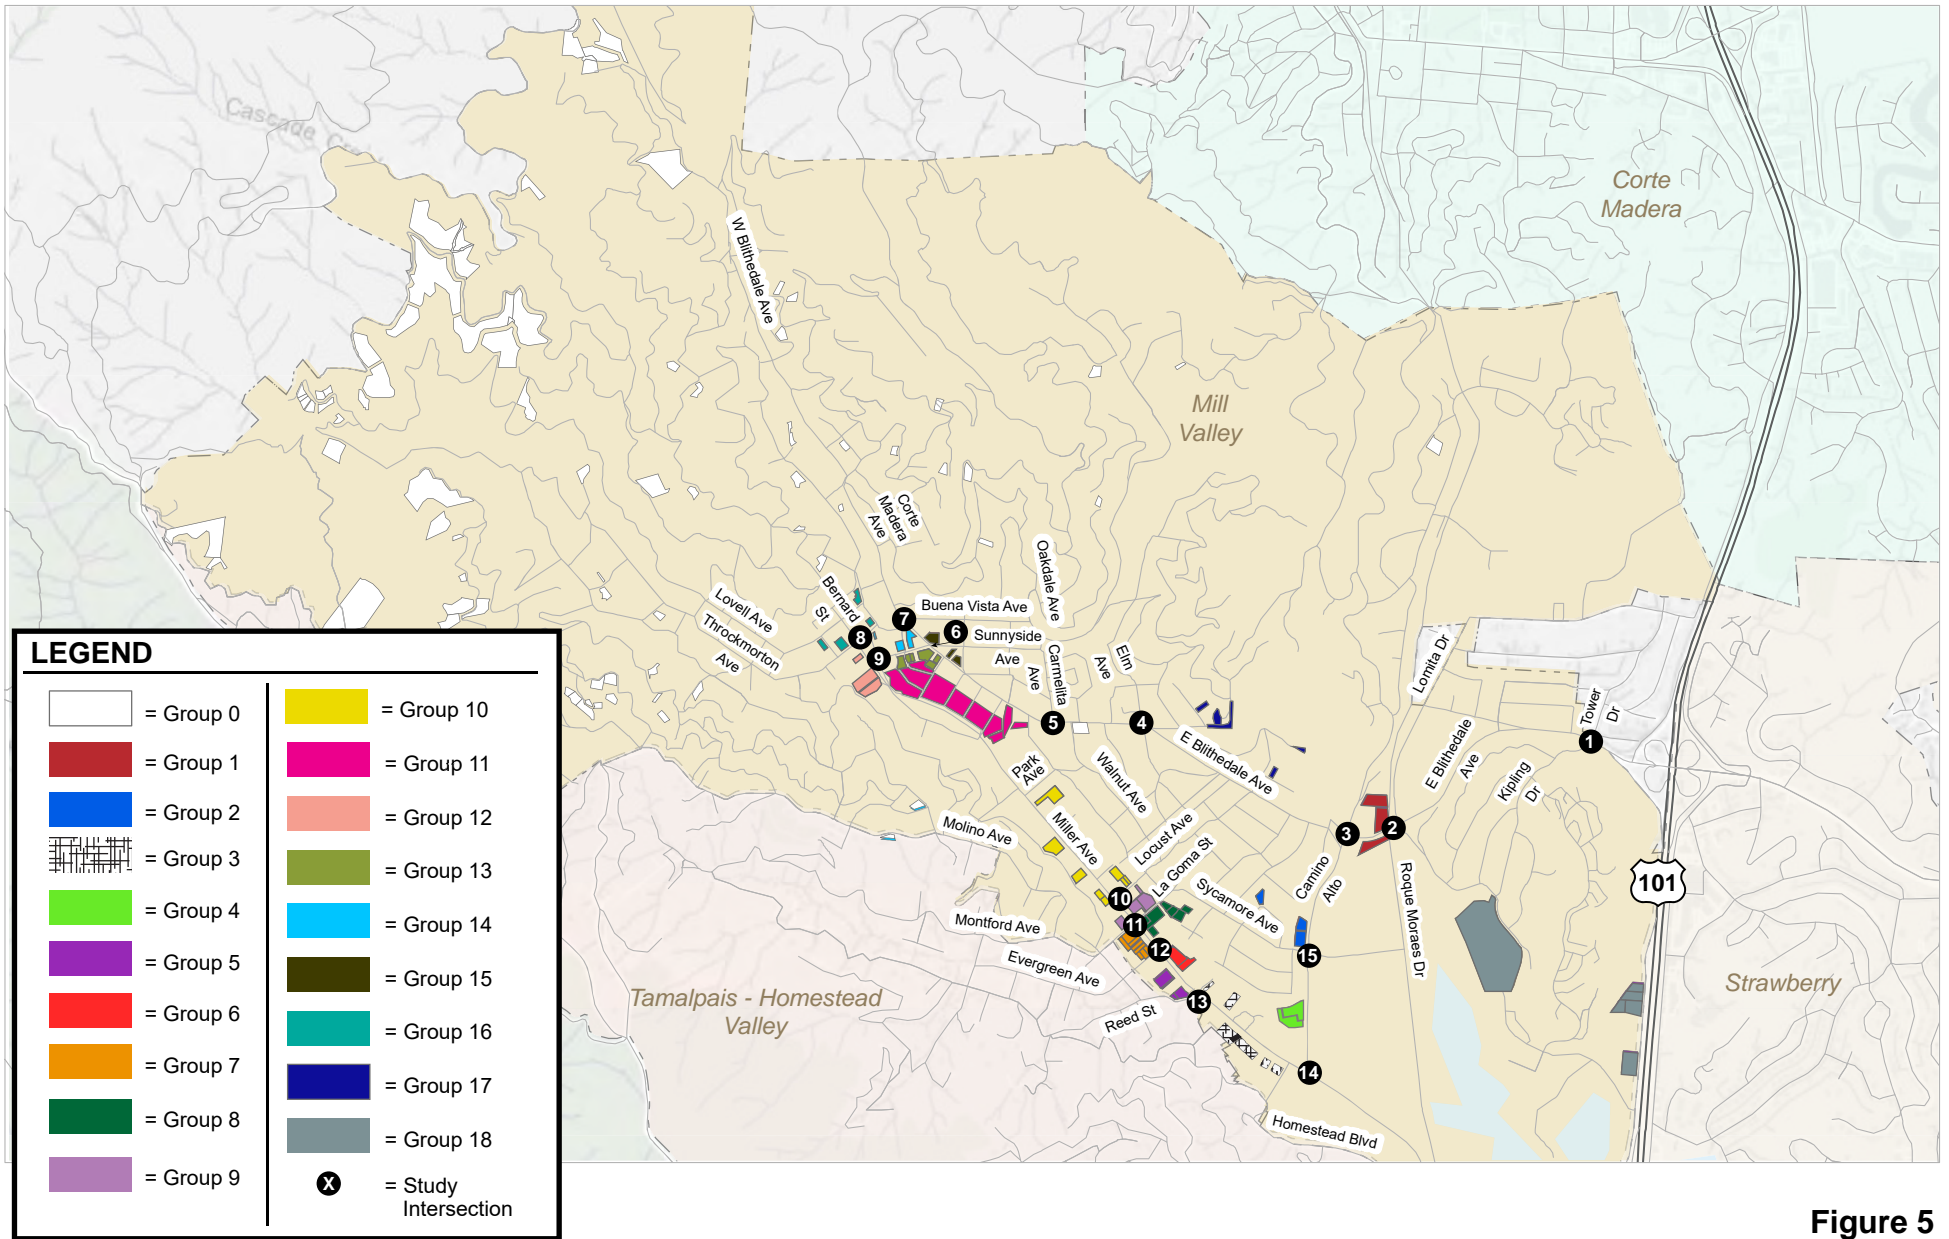 Cascade Creek
Corte
Madera
W Blithedale Ave
Mill
Valley
Corte
Madera
Ave
Oakdale Ave
Bernard
St
Lovell Ave
Throckmorton
Ave
7
Buena Vista Ave
8
6
Sunnyside
Ave
9
Carmelita
Ave
Elm
Ave
Lomita Dr
Tower
Dr
5
4
1
E Blithedale Ave
E Blithedale
Ave
Kipling
Dr
Park
Ave
Walnut Ave
Molino Ave
Miller Ave
Locust Ave
La Goma St
3
2
Camino
Alto
Roque Moraes Dr
101
Sycamore Ave
10
11
12
15
Montford Ave
Evergreen Ave
Reed St
13
14
Homestead Blvd
Tamalpais - Homestead
Valley
Strawberry
LEGEND
= Group 0
= Group 1
= Group 2
= Group 3
= Group 4
= Group 5
= Group 6
= Group 7
= Group 8
= Group 9
= Group 10
= Group 11
= Group 12
= Group 13
= Group 14
= Group 15
= Group 16
= Group 17
= Group 18
X = Study
Intersection
Figure 5